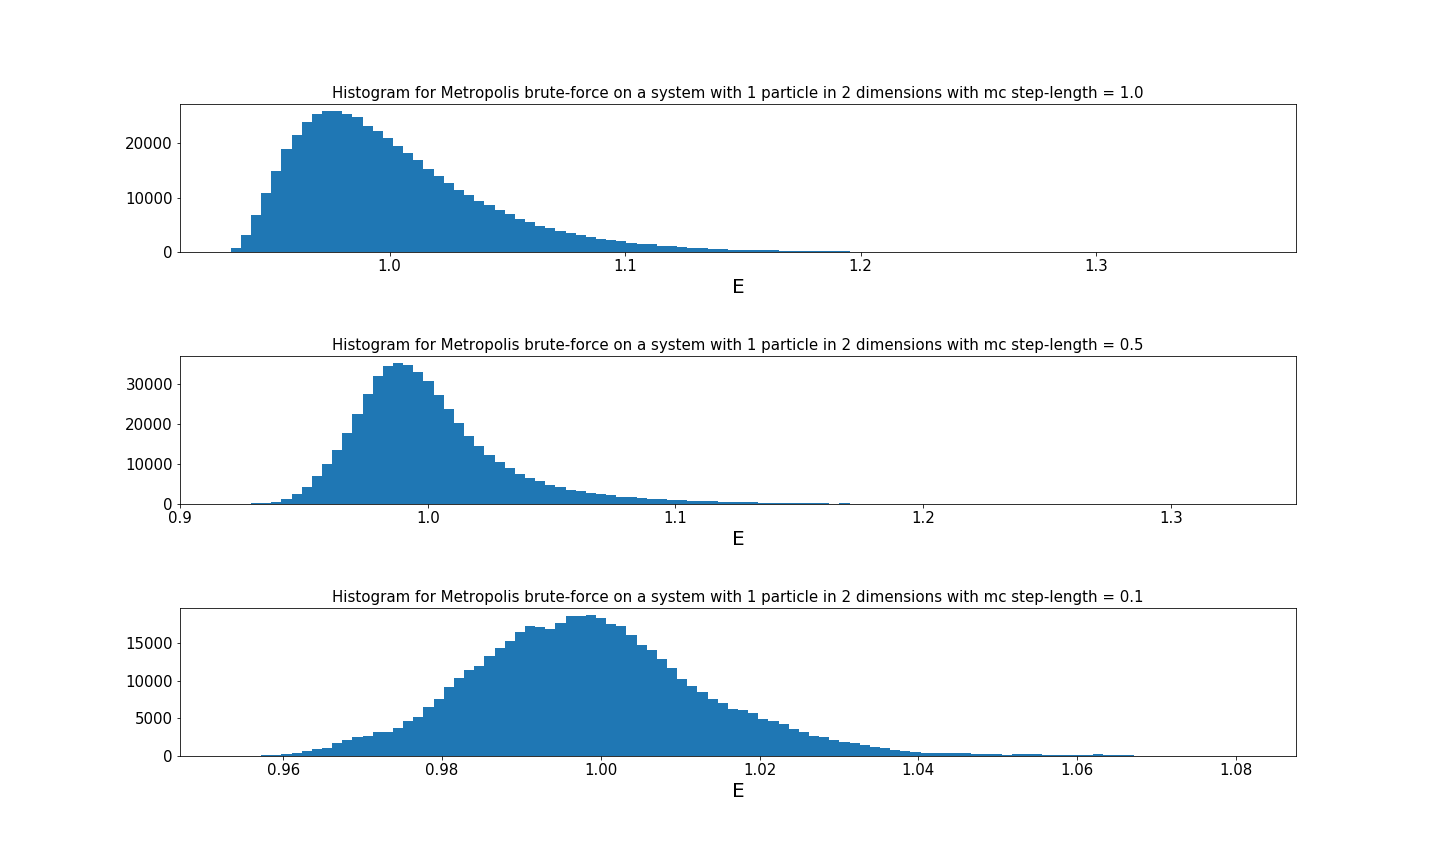 Histogram for Metropolis brute-force on a system with 1 particle in 2 dimensions with mc step-length = 1.0
20000
10000
0
1.0 1.1 1.2 1.3
E
Histogram for Metropolis brute-force on a system with 1 particle in 2 dimensions with mc step-length = 0.5
30000
20000
10000
0
0.9 1.0 1.1 1.2 1.3
E
Histogram for Metropolis brute-force on a system with 1 particle in 2 dimensions with mc step-length = 0.1
15000
10000
5000
0
0.96 0.98 1.00 1.02 1.04 1.06 1.08
E